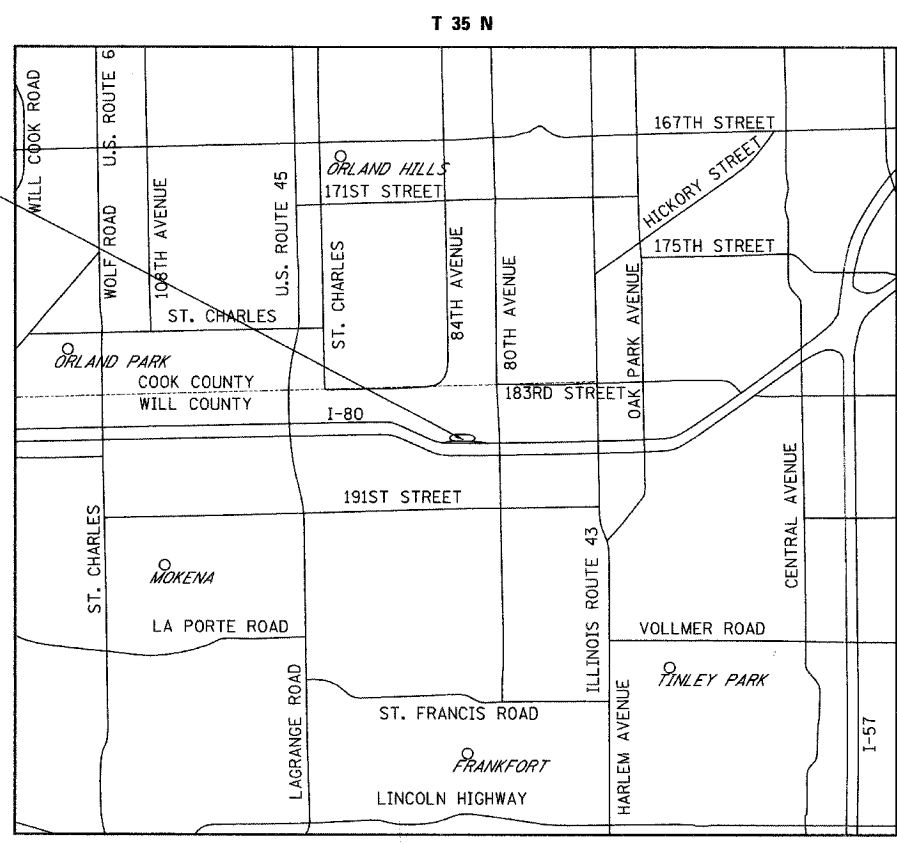 T 35 N
WILL COOK ROAD
U.S. ROUTE 6
167TH STREET
ORLAND HILLS
171ST STREET
HICKORY STREET
U.S. ROUTE 45
WOLF ROAD
108TH AVENUE
ST. CHARLES
84TH AVENUE
80TH AVENUE
OAK PARK AVENUE
175TH STREET
ST. CHARLES
ORLAND PARK
COOK COUNTY
WILL COUNTY
183RD STREET
I-80
191ST STREET
CENTRAL AVENUE
ST. CHARLES
MOKENA
ILLINOIS ROUTE 43
LA PORTE ROAD
VOLLMER ROAD
TINLEY PARK
LAGRANGE ROAD
ST. FRANCIS ROAD
HARLEM AVENUE
I-57
FRANKFORT
LINCOLN HIGHWAY